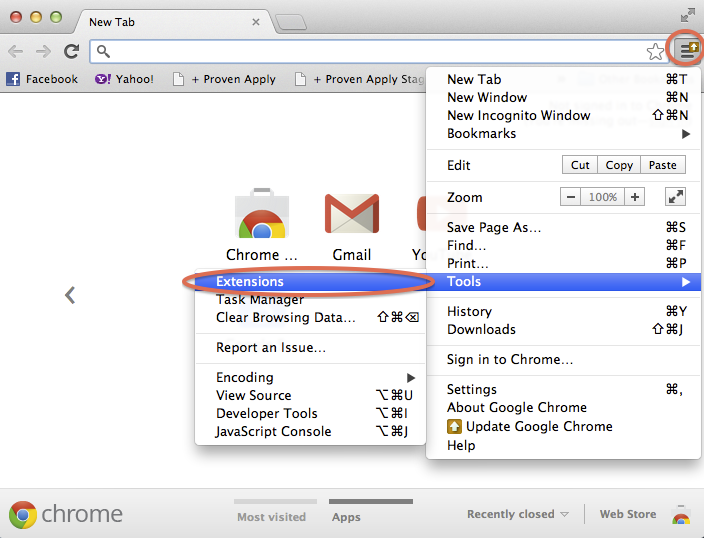 New Tab
Facebook Yahoo! + Proven Apply + Proven Apply Stag
New Tab ⌘T
New Window ⌘N
New Incognito Window ⇧⌘N
Bookmarks
Edit Cut Copy Paste
Zoom 100%
Save Page As... ⌘S
Find... ⌘F
Print... ⌘P
Tools
History ⌘Y
Downloads ⇧⌘J
Sign in to Chrome...
Settings ⌘,
About Google Chrome
Update Google Chrome
Help
Chrome ... Gmail
Extensions
Task Manager
Clear Browsing Data... ⇧⌘⌫
Report an Issue...
Encoding
View Source ⌥⌘U
Developer Tools ⌥⌘I
JavaScript Console ⌥⌘J
chrome
Most visited Apps
Recently closed Web Store